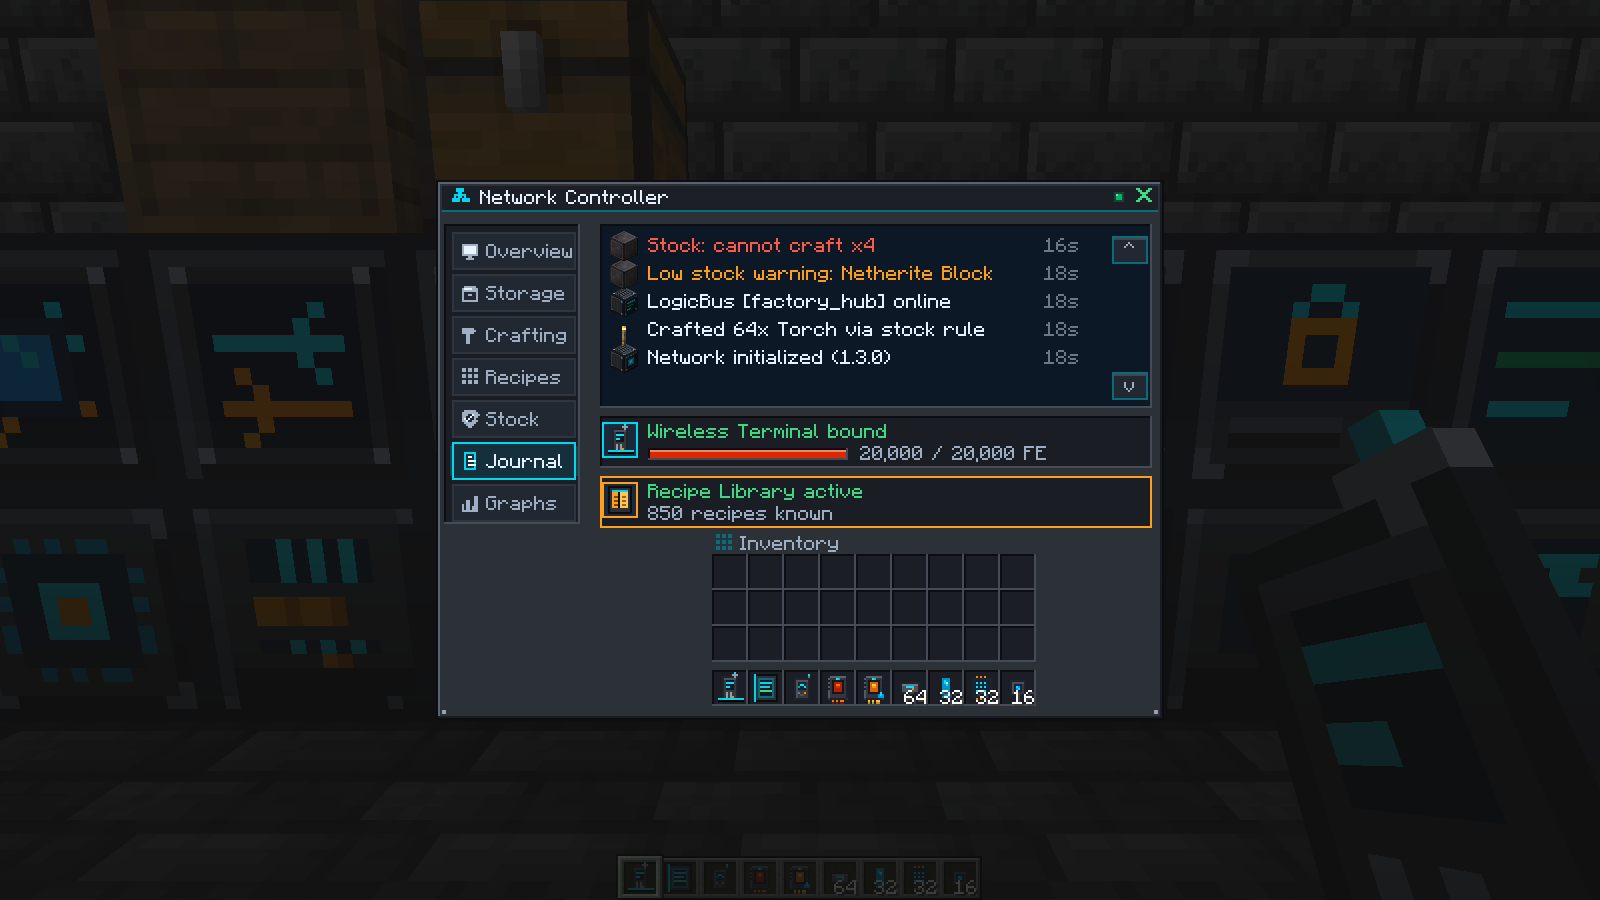 Network Controller
X
Overview
Storage
Crafting
Recipes
Stock
Journal
Graphs
Stock: cannot craft x4 16s
Low stock warning: Netherite Block 18s
LogicBus [factory_hub] online 18s
Crafted 64x Torch via stock rule 18s
Network initialized (1.3.0) 18s
^
v
Wireless Terminal bound
20,000 / 20,000 FE
Recipe Library active
850 recipes known
Inventory
64 32 32 16
64 32 32 16